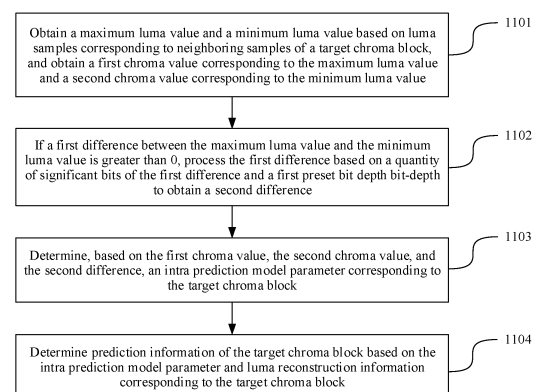 Obtain a maximum luma value and a minimum luma value based on luma
samples corresponding to neighboring samples of a target chroma block,
and obtain a first chroma value corresponding to the maximum luma value
and a second chroma value corresponding to the minimum luma value
1101
If a first difference between the maximum luma value and the minimum
luma value is greater than 0, process the first difference based on a quantity
of significant bits of the first difference and a first preset bit depth bit-depth
to obtain a second difference
1102
Determine, based on the first chroma value, the second chroma value, and
the second difference, an intra prediction model parameter corresponding to
the target chroma block
1103
Determine prediction information of the target chroma block based on the
intra prediction model parameter and luma reconstruction information
corresponding to the target chroma block
1104